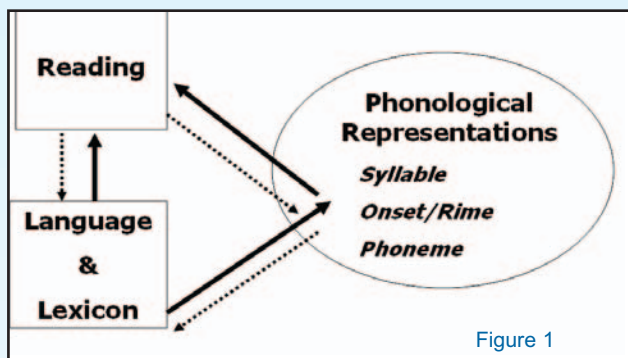 Reading
Phonological
Representations
Syllable
Onset/Rime
Phoneme
Language
&
Lexicon
Figure 1